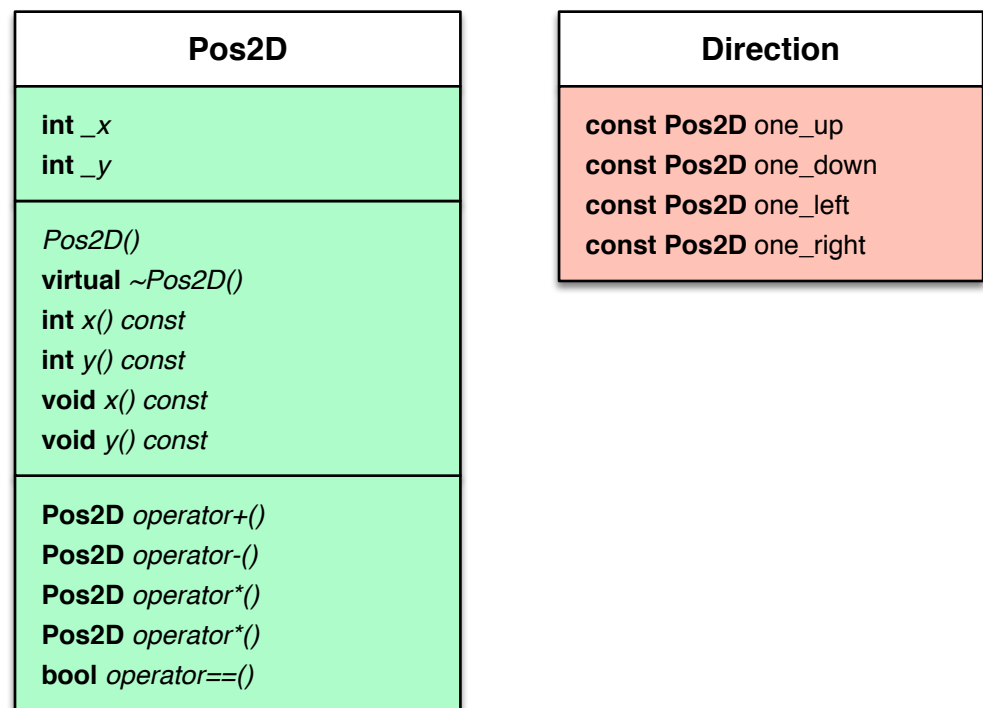 Pos2D
int _x
int _y
Pos2D()
virtual ~Pos2D()
int x() const
int y() const
void x() const
void y() const
Pos2D operator+()
Pos2D operator-()
Pos2D operator*()
Pos2D operator*()
bool operator==()
Direction
const Pos2D one_up
const Pos2D one_down
const Pos2D one_left
const Pos2D one_right